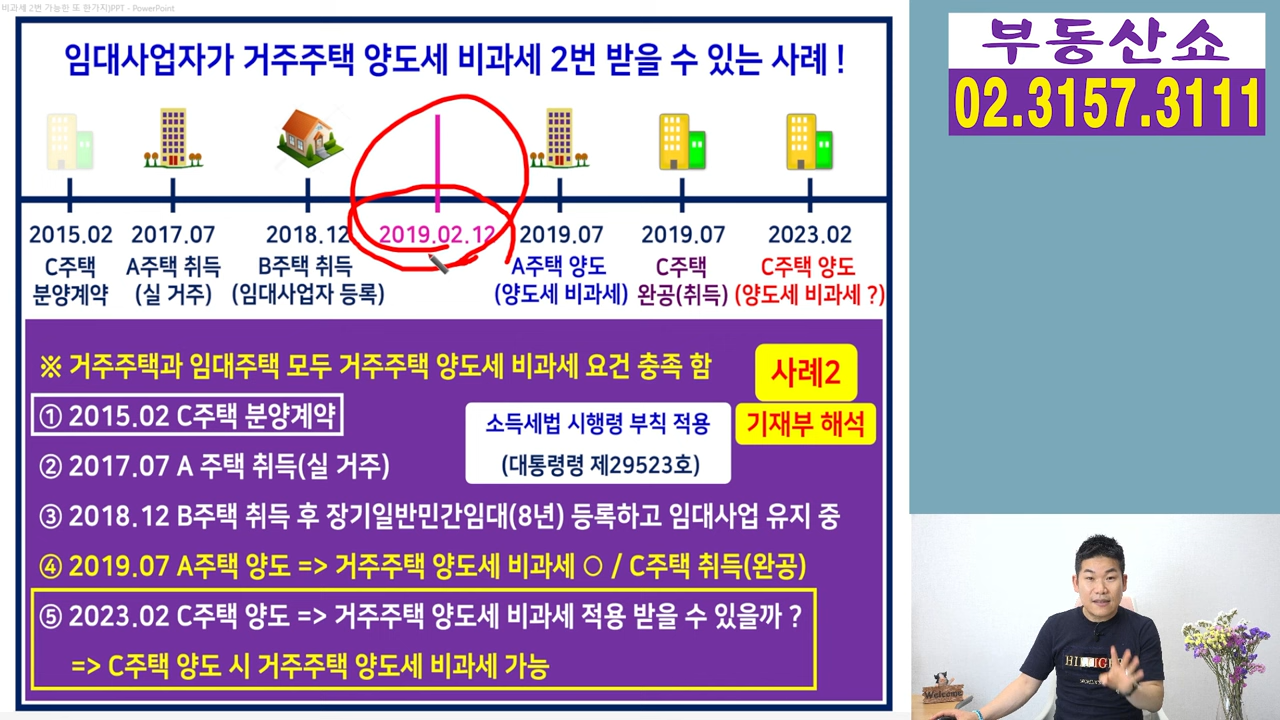 비과세 2번 가능한 또 한가지)PPT - PowerPoint
임대사업자가 거주주택 양도세 비과세 2번 받을 수 있는 사례 !
2015.02
C주택
분양계약
2017.07
A주택 취득
(실 거주)
2018.12
B주택 취득
(임대사업자 등록)
2019.02.12
2019.07
A주택 양도
(양도세 비과세)
2019.07
C주택
완공(취득)
2023.02
C주택 양도
(양도세 비과세 ?)
※ 거주주택과 임대주택 모두 거주주택 양도세 비과세 요건 충족 함
사례2
기재부 해석
① 2015.02 C주택 분양계약
소득세법 시행령 부칙 적용
(대통령령 제29523호)
② 2017.07 A 주택 취득(실 거주)
③ 2018.12 B주택 취득 후 장기일반민간임대(8년) 등록하고 임대사업 유지 중
④ 2019.07 A주택 양도 => 거주주택 양도세 비과세 ○ / C주택 취득(완공)
⑤ 2023.02 C주택 양도 => 거주주택 양도세 비과세 적용 받을 수 있을까 ?
=> C주택 양도 시 거주주택 양도세 비과세 가능
부동산쇼
02.3157.3111
Welcome